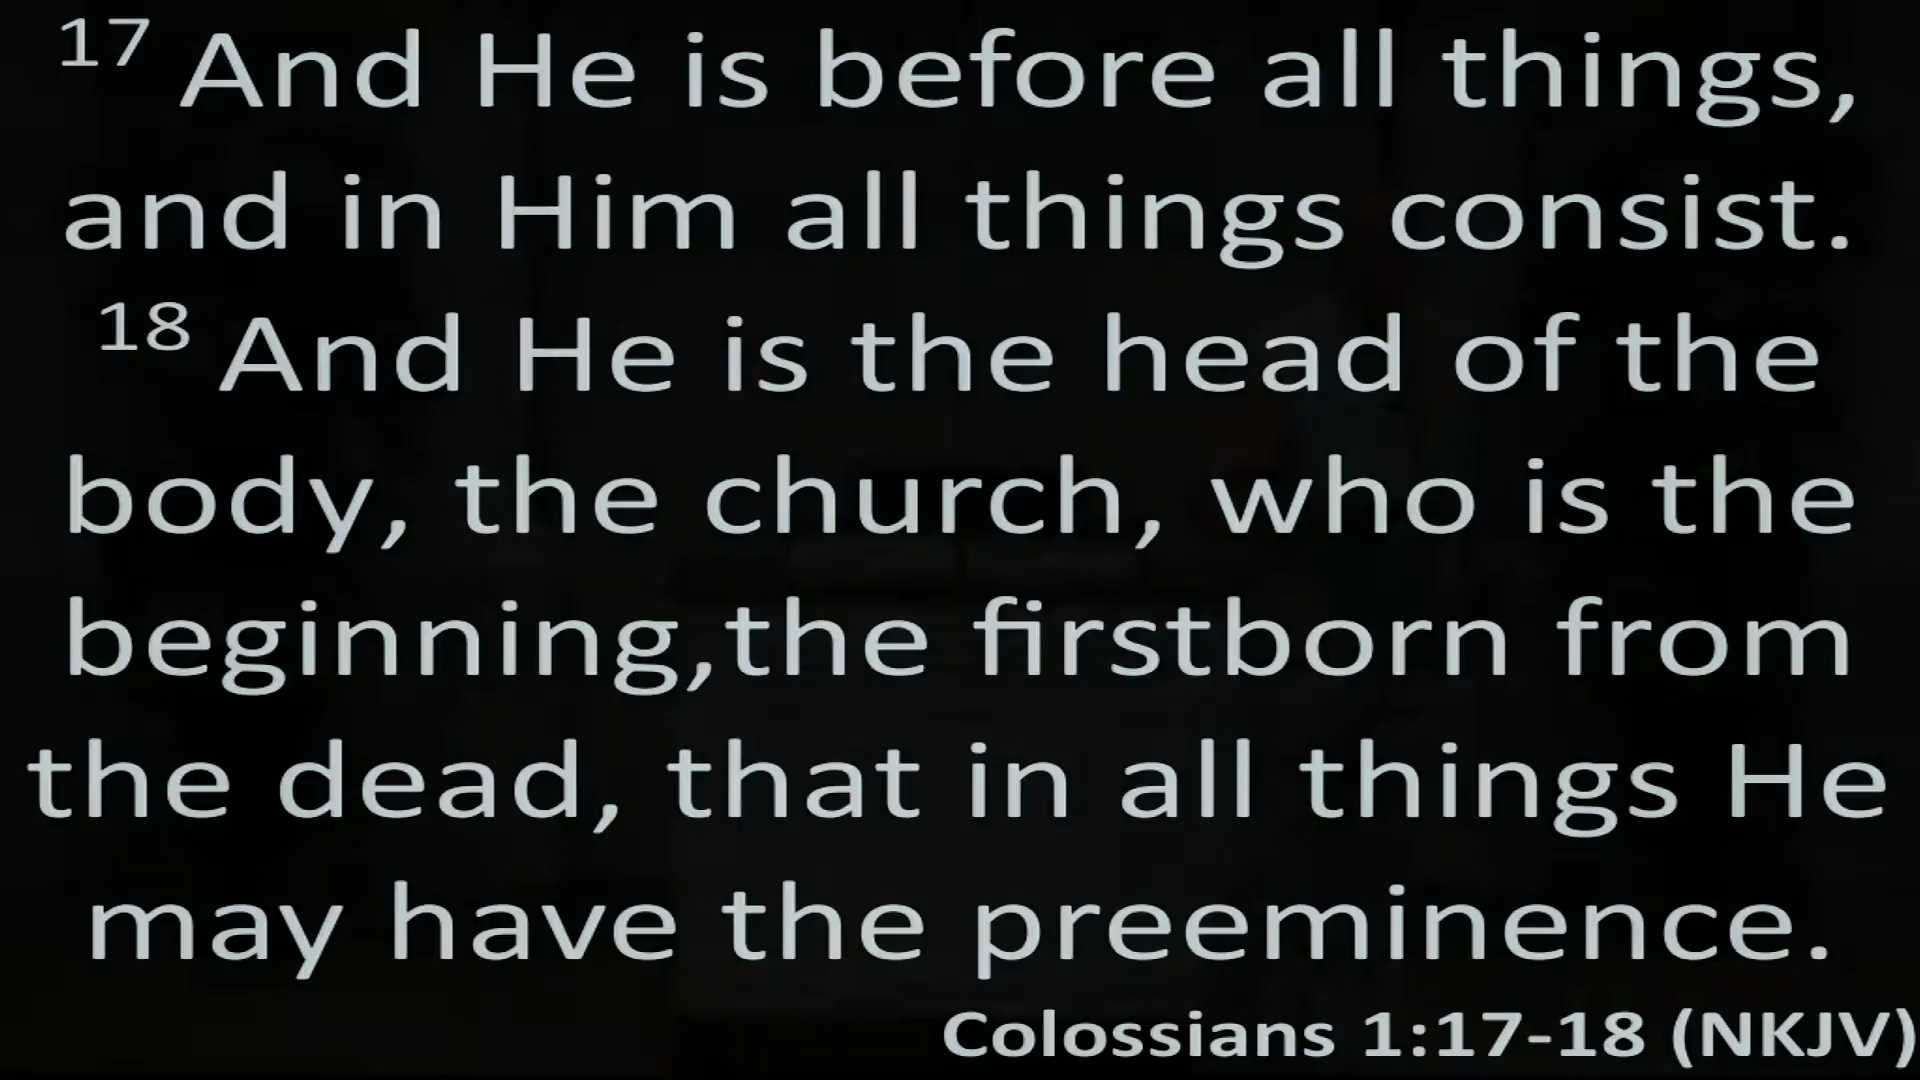 17 And He is before all things,
and in Him all things consist.
18 And He is the head of the
body, the church, who is the
beginning,the firstborn from
the dead, that in all things He
may have the preeminence.
Colossians 1:17-18 (NKJV)